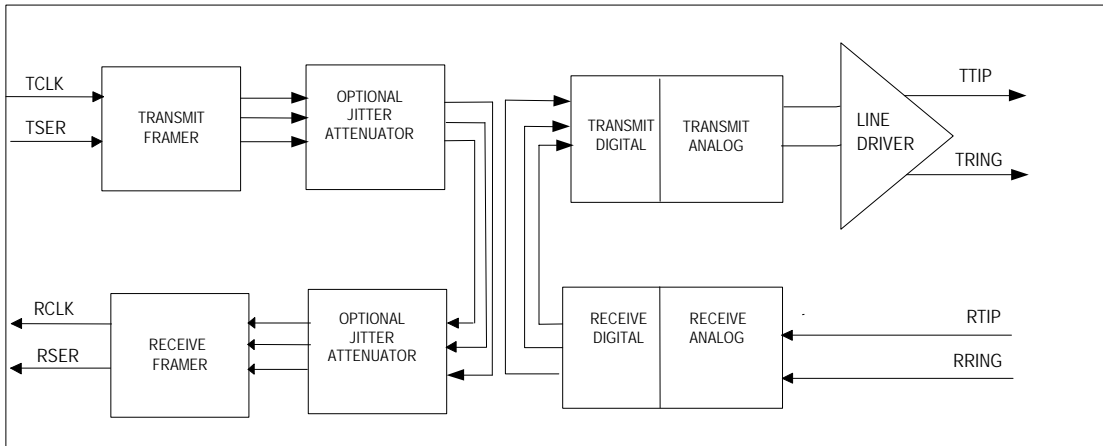 TCLK
TSER
TRANSMIT
FRAMER
OPTIONAL
JITTER
ATTENUATOR
TRANSMIT
DIGITAL
TRANSMIT
ANALOG
LINE
DRIVER
TTIP
TRING
RCLK
RSER
RECEIVE
FRAMER
OPTIONAL
JITTER
ATTENUATOR
RECEIVE
DIGITAL
RECEIVE
ANALOG
RTIP
RRING